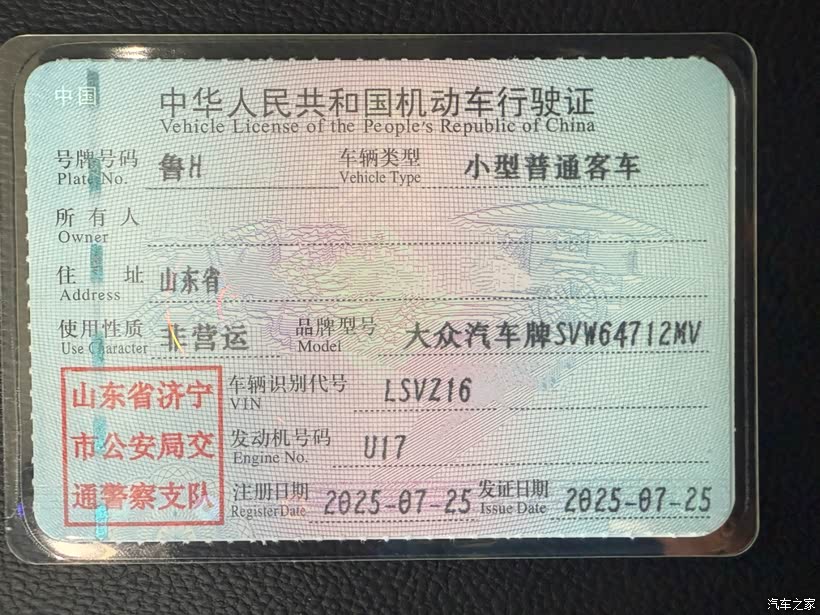 中国
中华人民共和国机动车行驶证
Vehicle License of the People's Republic of China
号牌号码 鲁H 车辆类型 小型普通客车
Plate No. Vehicle Type
所有人
Owner
住址 山东省
Address
使用性质 非营运 品牌型号 大众汽车牌SVW64712MV
Use Character Model
山东省济宁
市公安局交
通警察支队
车辆识别代号 LSVZ16
VIN
发动机号码 U17
Engine No.
注册日期 2025-07-25 发证日期 2025-07-25
Register Date Issue Date
汽车之家